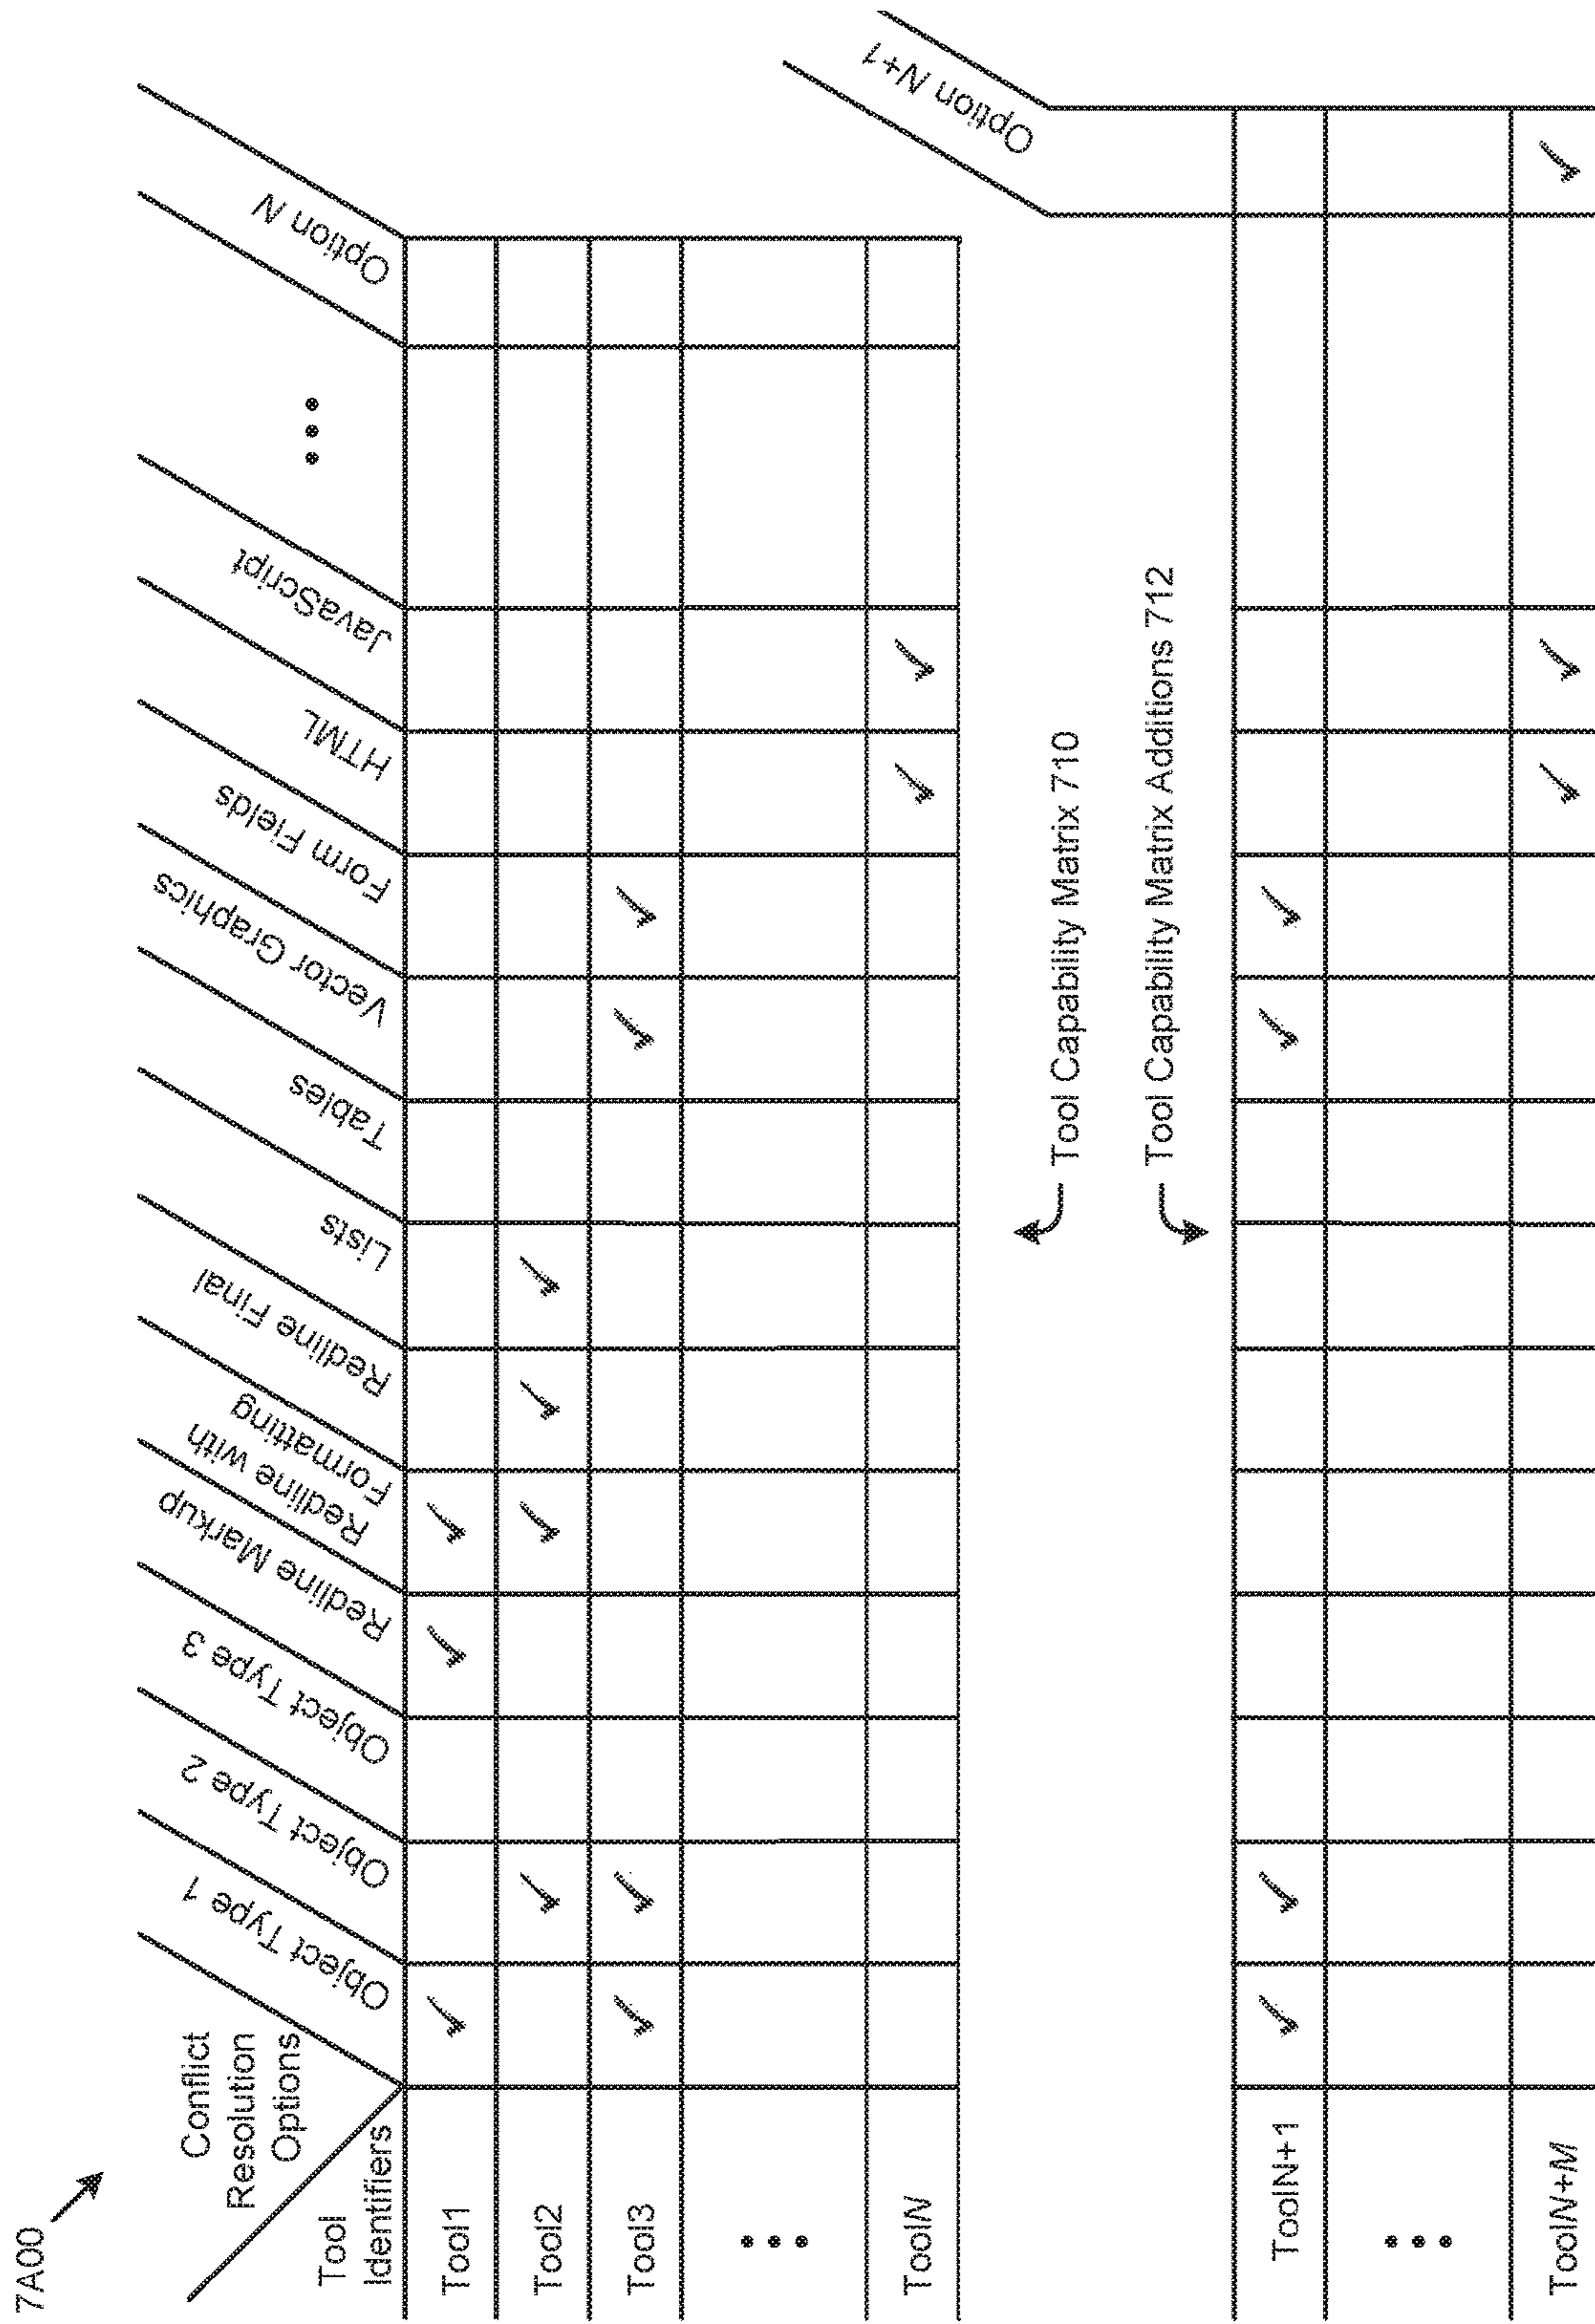 7A00
Conflict
Resolution
Options
Tool
Identifiers
Object Type 1
Object Type 2
Object Type 3
Redline Markup
Redline with
Formatting
Redline Final
Lists
Tables
Vector Graphics
Form Fields
HTML
JavaScript
•••
Option N
Tool1
✓ ✓ ✓
Tool2
✓ ✓ ✓ ✓
Tool3
✓ ✓ ✓ ✓
•••
ToolN
✓ ✓
Tool Capability Matrix 710
Tool Capability Matrix Additions 712
Option N+1
ToolN+1
✓ ✓ ✓ ✓
•••
ToolN+M
✓ ✓ ✓